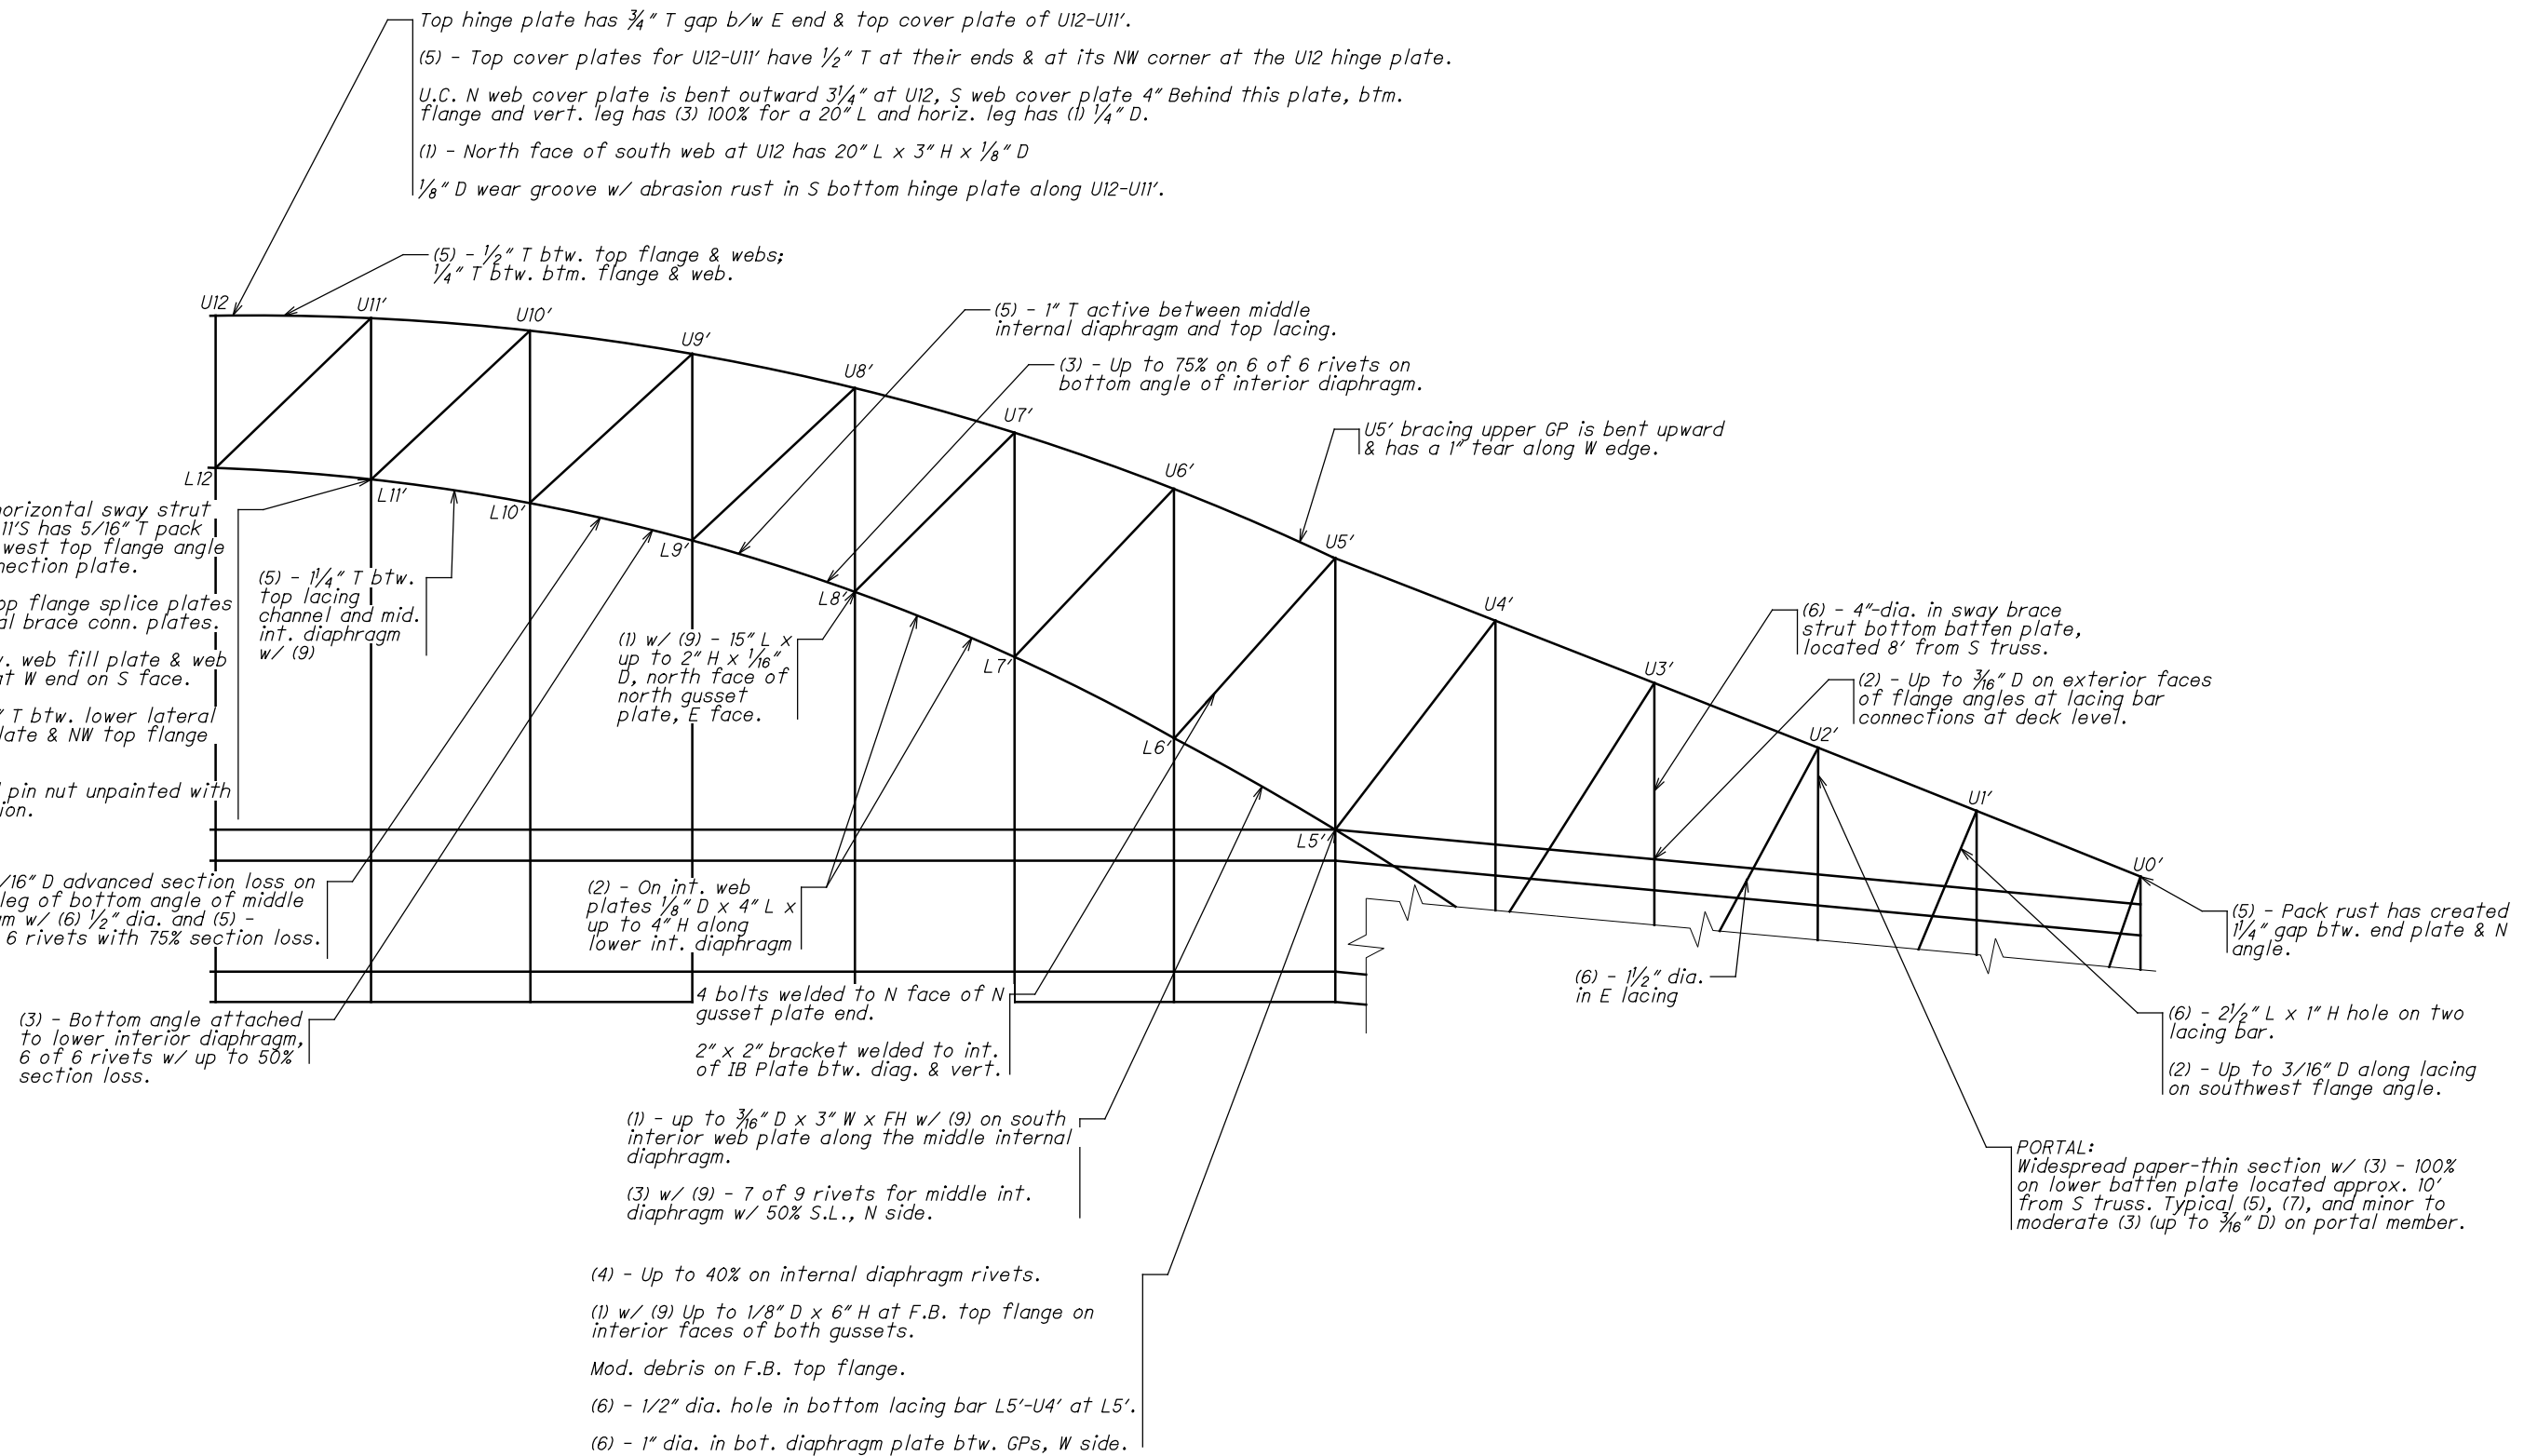 Top hinge plate has 3/4" T gap b/w E end & top cover plate of U12-U11'.
(5) - Top cover plates for U12-U11' have 1/2" T at their ends & at its NW corner at the U12 hinge plate.
U.C. N web cover plate is bent outward 3 1/4" at U12, S web cover plate 4" Behind this plate, btm.
flange and vert. leg has (3) 100% for a 20" L and horiz. leg has (1) 1/4" D.
(1) - North face of south web at U12 has 20" L x 3" H x 1/8" D
1/8" D wear groove w/ abrasion rust in S bottom hinge plate along U12-U11'.
(5) - 1/2" T btw. top flange & webs;
1/4" T btw. btm. flange & web.
U12
U11'
U10'
U9'
U8'
U7'
U6'
U5'
U4'
U3'
U2'
U1'
U0'
L12
L11'
L10'
L9'
L8'
L7'
L6'
L5'
(5) - 1" T active between middle
internal diaphragm and top lacing.
(3) - Up to 75% on 6 of 6 rivets on
bottom angle of interior diaphragm.
U5' bracing upper GP is bent upward
& has a 1" tear along W edge.
horizontal sway strut
11'S has 5/16" T pack
west top flange angle
nection plate.
op flange splice plates
al brace conn. plates.
. web fill plate & web
at W end on S face.
" T btw. lower lateral
late & NW top flange
pin nut unpainted with
ion.
(5) - 1 1/4" T btw.
top lacing
channel and mid.
int. diaphragm
w/ (9)
(1) w/ (9) - 15" L x
up to 2" H x 1/16"
D, north face of
north gusset
plate, E face.
(6) - 4"-dia. in sway brace
strut bottom batten plate,
located 8' from S truss.
(2) - Up to 3/16" D on exterior faces
of flange angles at lacing bar
connections at deck level.
/16" D advanced section loss on
leg of bottom angle of middle
m w/ (6) 1/2" dia. and (5) -
6 rivets with 75% section loss.
(2) - On int. web
plates 1/8" D x 4" L x
up to 4" H along
lower int. diaphragm
(5) - Pack rust has created
1 1/4" gap btw. end plate & N
angle.
(6) - 1 1/2" dia.
in E lacing
4 bolts welded to N face of N
gusset plate end.
2" x 2" bracket welded to int.
of IB Plate btw. diag. & vert.
(3) - Bottom angle attached
to lower interior diaphragm,
6 of 6 rivets w/ up to 50%
section loss.
(6) - 2 1/2" L x 1" H hole on two
lacing bar.
(2) - Up to 3/16" D along lacing
on southwest flange angle.
(1) - up to 3/16" D x 3" W x FH w/ (9) on south
interior web plate along the middle internal
diaphragm.
(3) w/ (9) - 7 of 9 rivets for middle int.
diaphragm w/ 50% S.L., N side.
PORTAL:
Widespread paper-thin section w/ (3) - 100%
on lower batten plate located approx. 10'
from S truss. Typical (5), (7), and minor to
moderate (3) (up to 3/16" D) on portal member.
(4) - Up to 40% on internal diaphragm rivets.
(1) w/ (9) Up to 1/8" D x 6" H at F.B. top flange on
interior faces of both gussets.
Mod. debris on F.B. top flange.
(6) - 1/2" dia. hole in bottom lacing bar L5'-U4' at L5'.
(6) - 1" dia. in bot. diaphragm plate btw. GPs, W side.